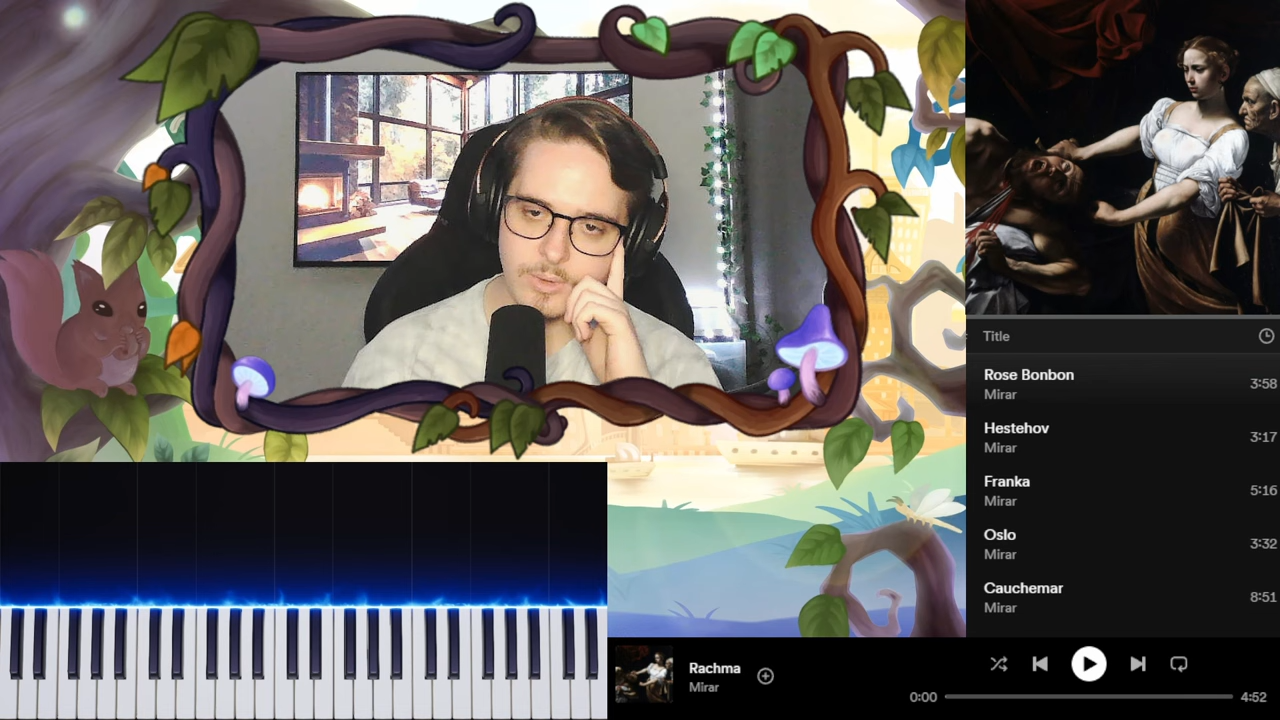 Title
Rose Bonbon
Mirar
3:58
Hestehov
Mirar
3:17
Franka
Mirar
5:16
Oslo
Mirar
3:32
Cauchemar
Mirar
8:51
Rachma
Mirar
0:00
4:52